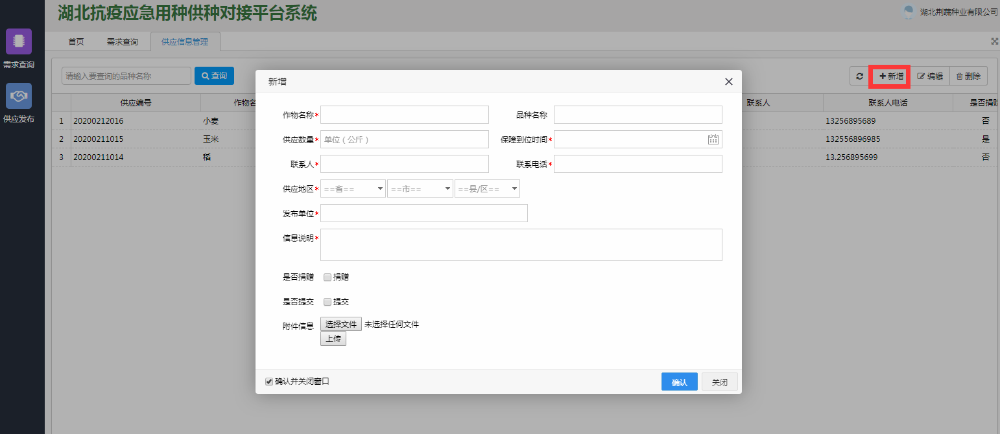 湖北抗疫应急用种供种对接平台系统
湖北荆蔬种业有限公司
首页 需求查询 供应信息管理
需求查询
供应发布
请输入要查询的品种名称 查询
新增 编辑 删除
供应编号 作物名 联系人 联系人电话 是否捐赠
1 20200212016 小麦 13256895689 否
2 20200211015 玉米 132556896985 是
3 20200211014 稻 13.256895699 否
新增
作物名称* 品种名称
供应数量* 单位（公斤） 保障到位时间*
联系人* 联系电话*
供应地区* ==省== ==市== ==县/区==
发布单位*
信息说明*
是否捐赠 捐赠
是否提交 提交
附件信息 选择文件 未选择任何文件
上传
确认并关闭窗口 确认 关闭